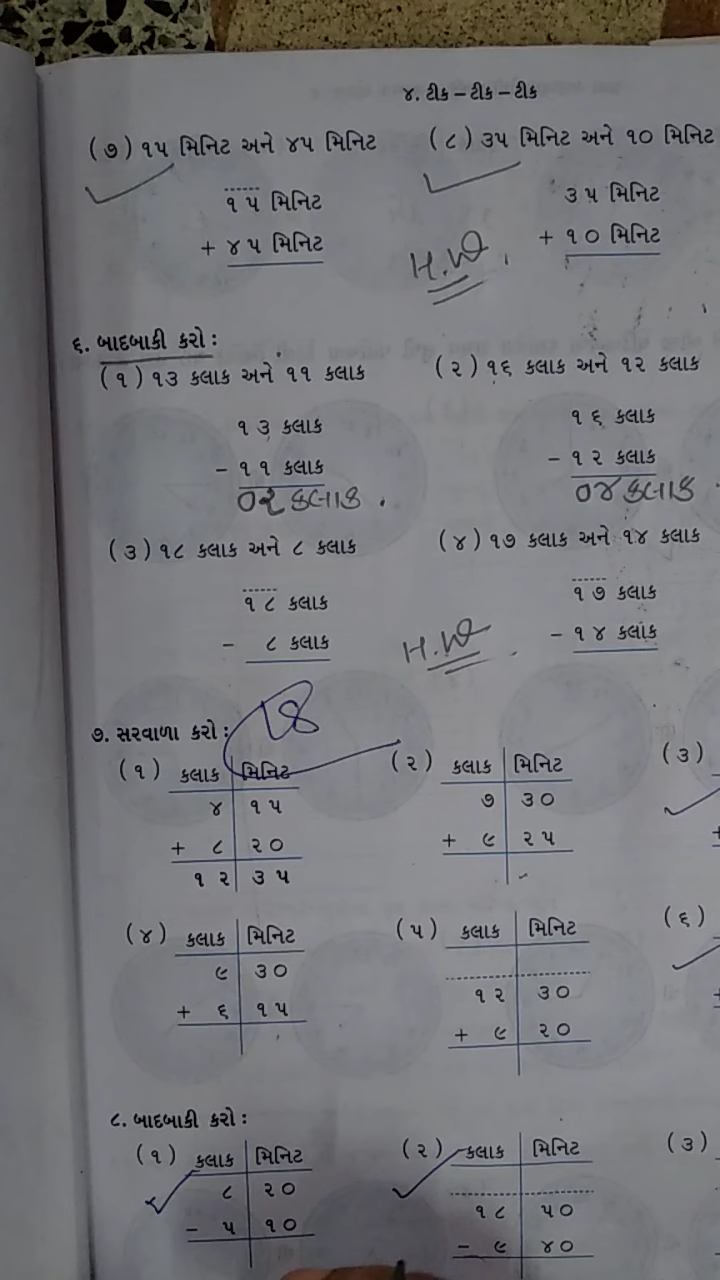 ૪. ટીક – ટીક – ટીક
(૭) ૧૫ મિનિટ અને ૪૫ મિનિટ
૧૫ મિનિટ
+ ૪૫ મિનિટ
(૮) ૩૫ મિનિટ અને ૧૦ મિનિટ
૩૫ મિનિટ
+ ૧૦ મિનિટ
H.W.
૬. બાદબાકી કરો :
(૧) ૧૩ કલાક અને ૧૧ કલાક
૧૩ કલાક
- ૧૧ કલાક
૦૨ કલાક .
(૨) ૧૬ કલાક અને ૧૨ કલાક
૧૬ કલાક
- ૧૨ કલાક
૦૪ કલાક .
(૩) ૧૮ કલાક અને ૮ કલાક
૧૮ કલાક
- ૮ કલાક
(૪) ૧૭ કલાક અને ૧૪ કલાક
૧૭ કલાક
- ૧૪ કલાક
H.W.
૭. સરવાળા કરો :
(૧) કલાક મિનિટ
૪ ૧૫
+ ૮ ૨૦
૧૨ ૩૫
(૨) કલાક મિનિટ
૭ ૩૦
+ ૯ ૨૫
(૩)
(૪) કલાક મિનિટ
૯ ૩૦
+ ૬ ૧૫
(૫) કલાક મિનિટ
૧૨ ૩૦
+ ૯ ૨૦
(૬)
૮. બાદબાકી કરો :
(૧) કલાક મિનિટ
૮ ૨૦
- ૫ ૧૦
(૨) કલાક મિનિટ
૧૮ ૫૦
- ૯ ૪૦
(૩)